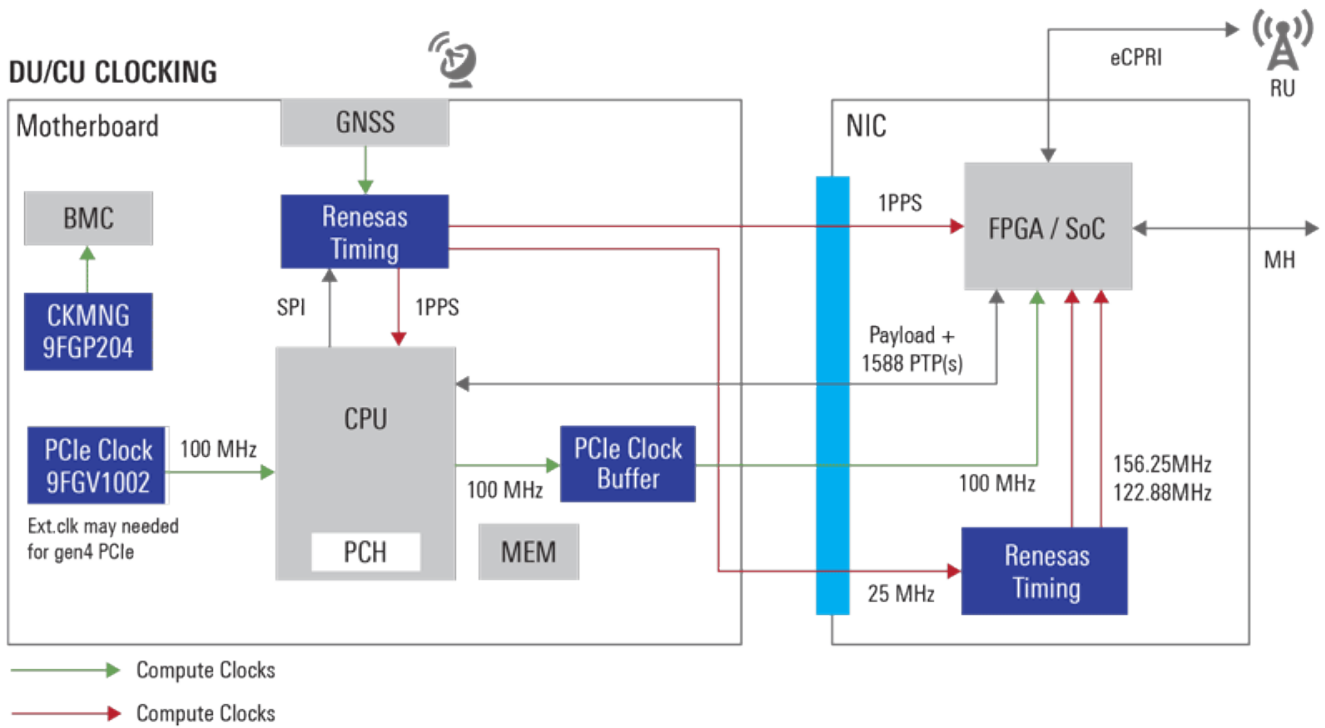 DU/CU CLOCKING
eCPRI
RU
Motherboard
GNSS
NIC
BMC
Renesas
Timing
1PPS
FPGA / SoC
MH
CKMNG
9FGP204
SPI
1PPS
Payload +
1588 PTP(s)
CPU
PCIe Clock
9FGV1002
100 MHz
PCIe Clock
Buffer
100 MHz
100 MHz
156.25MHz
122.88MHz
Ext.clk may needed
for gen4 PCIe
PCH
MEM
Renesas
Timing
25 MHz
Compute Clocks
Compute Clocks